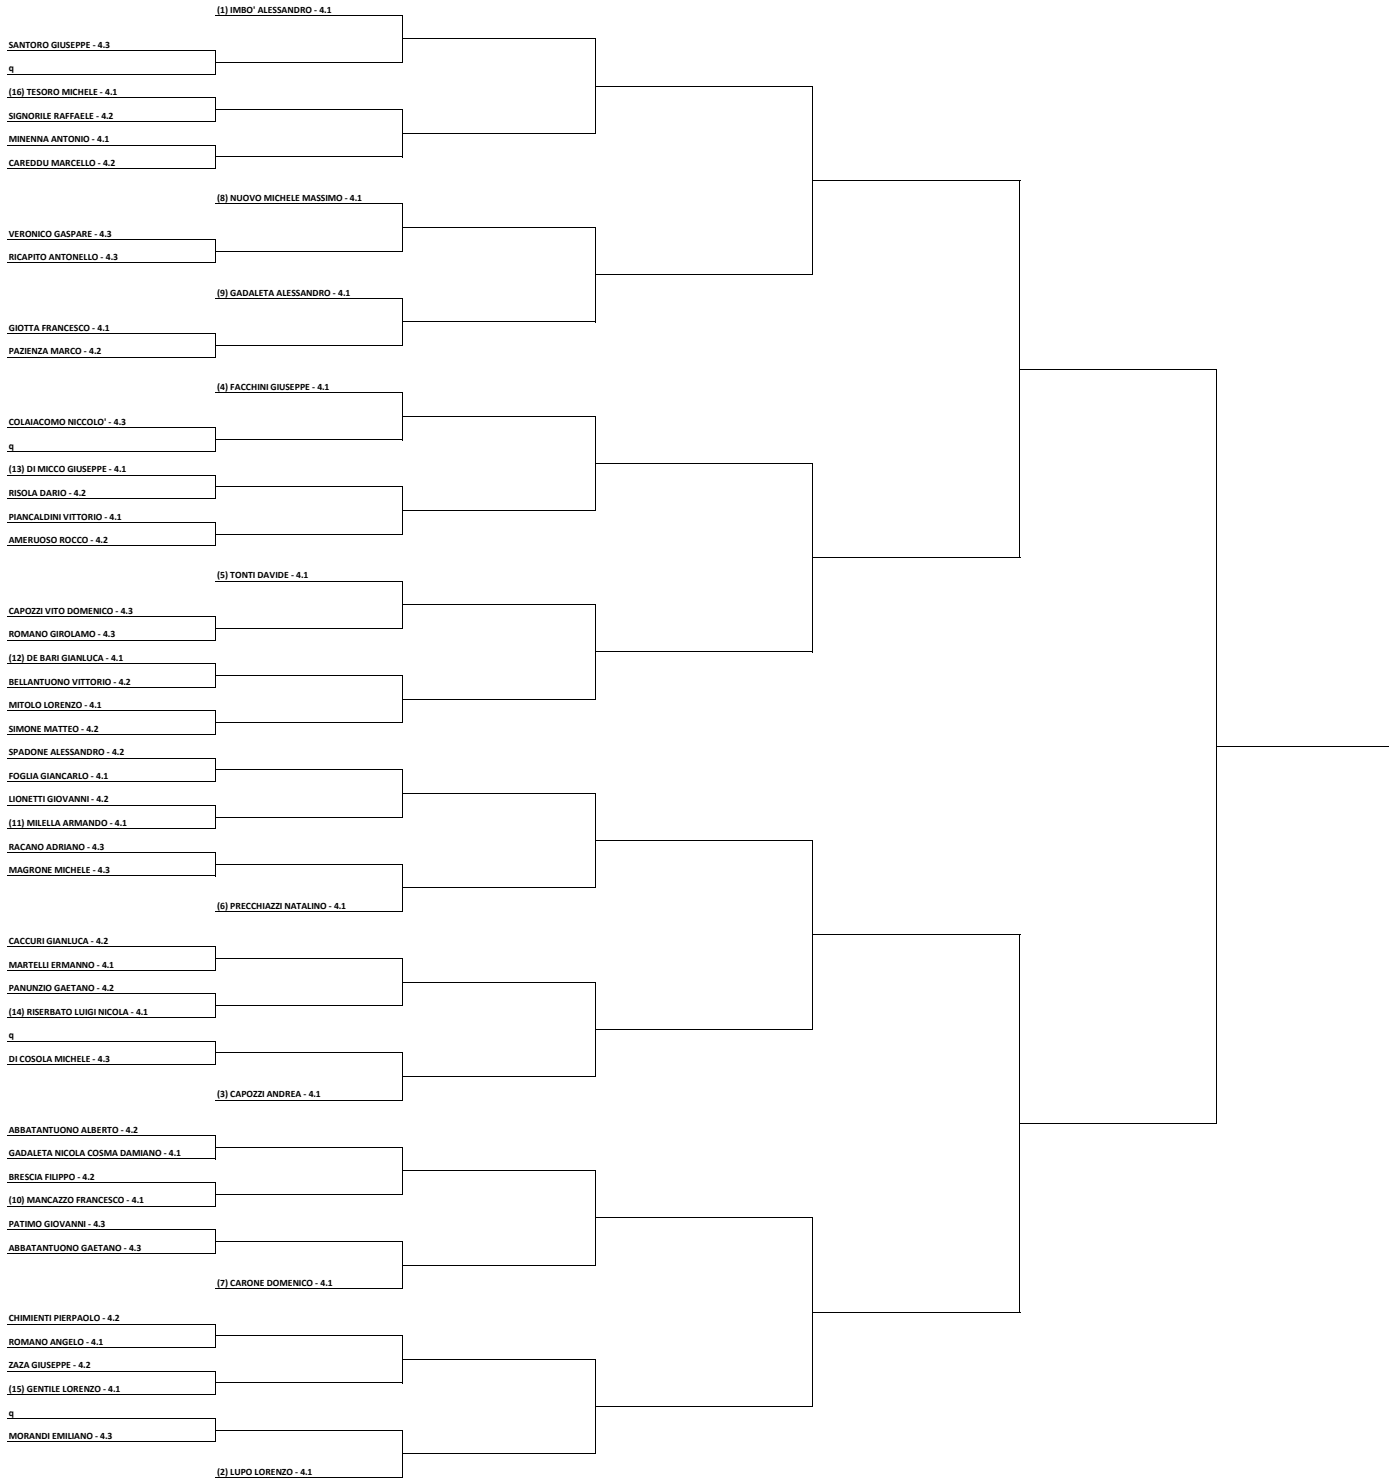 (1) IMBO' ALESSANDRO - 4.1
SANTORO GIUSEPPE - 4.3
q
(16) TESORO MICHELE - 4.1
SIGNORILE RAFFAELE - 4.2
MINENNA ANTONIO - 4.1
CAREDDU MARCELLO - 4.2
(8) NUOVO MICHELE MASSIMO - 4.1
VERONICO GASPARE - 4.3
RICAPITO ANTONELLO - 4.3
(9) GADALETA ALESSANDRO - 4.1
GIOTTA FRANCESCO - 4.1
PAZIENZA MARCO - 4.2
(4) FACCHINI GIUSEPPE - 4.1
COLAIACOMO NICCOLO' - 4.3
q
(13) DI MICCO GIUSEPPE - 4.1
RISOLA DARIO - 4.2
PIANCALDINI VITTORIO - 4.1
AMERUOSO ROCCO - 4.2
(5) TONTI DAVIDE - 4.1
CAPOZZI VITO DOMENICO - 4.3
ROMANO GIROLAMO - 4.3
(12) DE BARI GIANLUCA - 4.1
BELLANTUONO VITTORIO - 4.2
MITOLO LORENZO - 4.1
SIMONE MATTEO - 4.2
SPADONE ALESSANDRO - 4.2
FOGLIA GIANCARLO - 4.1
LIONETTI GIOVANNI - 4.2
(11) MILELLA ARMANDO - 4.1
RACANO ADRIANO - 4.3
MAGRONE MICHELE - 4.3
(6) PRECCHIAZZI NATALINO - 4.1
CACCURI GIANLUCA - 4.2
MARTELLI ERMANNO - 4.1
PANUNZIO GAETANO - 4.2
(14) RISERBATO LUIGI NICOLA - 4.1
q
DI COSOLA MICHELE - 4.3
(3) CAPOZZI ANDREA - 4.1
ABBATANTUONO ALBERTO - 4.2
GADALETA NICOLA COSMA DAMIANO - 4.1
BRESCIA FILIPPO - 4.2
(10) MANCAZZO FRANCESCO - 4.1
PATIMO GIOVANNI - 4.3
ABBATANTUONO GAETANO - 4.3
(7) CARONE DOMENICO - 4.1
CHIMIENTI PIERPAOLO - 4.2
ROMANO ANGELO - 4.1
ZAZA GIUSEPPE - 4.2
(15) GENTILE LORENZO - 4.1
q
MORANDI EMILIANO - 4.3
(2) LUPO LORENZO - 4.1